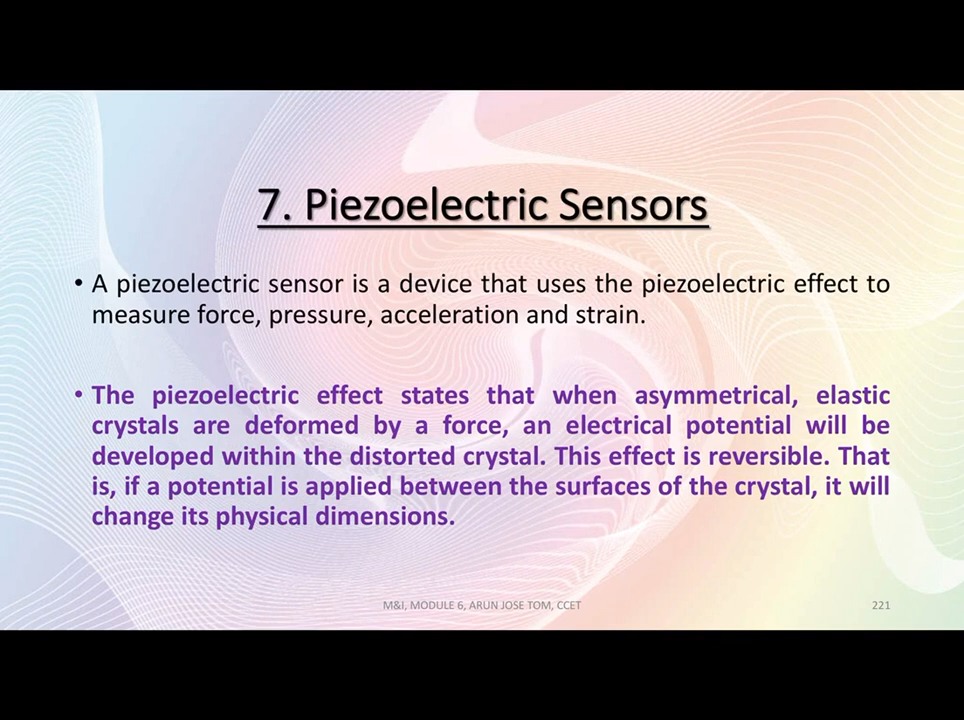 7. Piezoelectric Sensors
• A piezoelectric sensor is a device that uses the piezoelectric effect to
measure force, pressure, acceleration and strain.
• The piezoelectric effect states that when asymmetrical, elastic
crystals are deformed by a force, an electrical potential will be
developed within the distorted crystal. This effect is reversible. That
is, if a potential is applied between the surfaces of the crystal, it will
change its physical dimensions.
M&I, MODULE 6, ARUN JOSE TOM, CCET
221